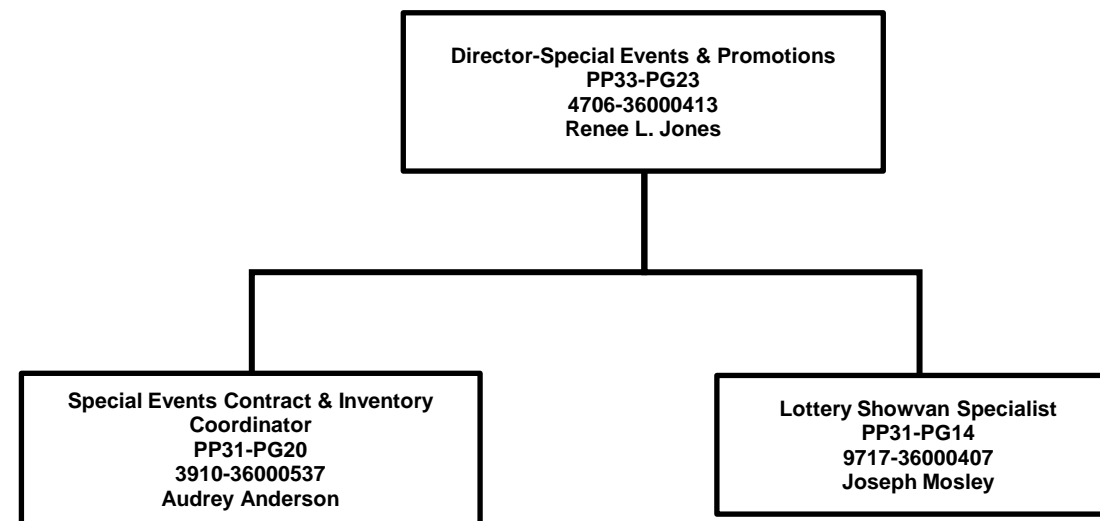 Director-Special Events & Promotions
PP33-PG23
4706-36000413
Renee L. Jones
Special Events Contract & Inventory
Coordinator
PP31-PG20
3910-36000537
Audrey Anderson
Lottery Showvan Specialist
PP31-PG14
9717-36000407
Joseph Mosley